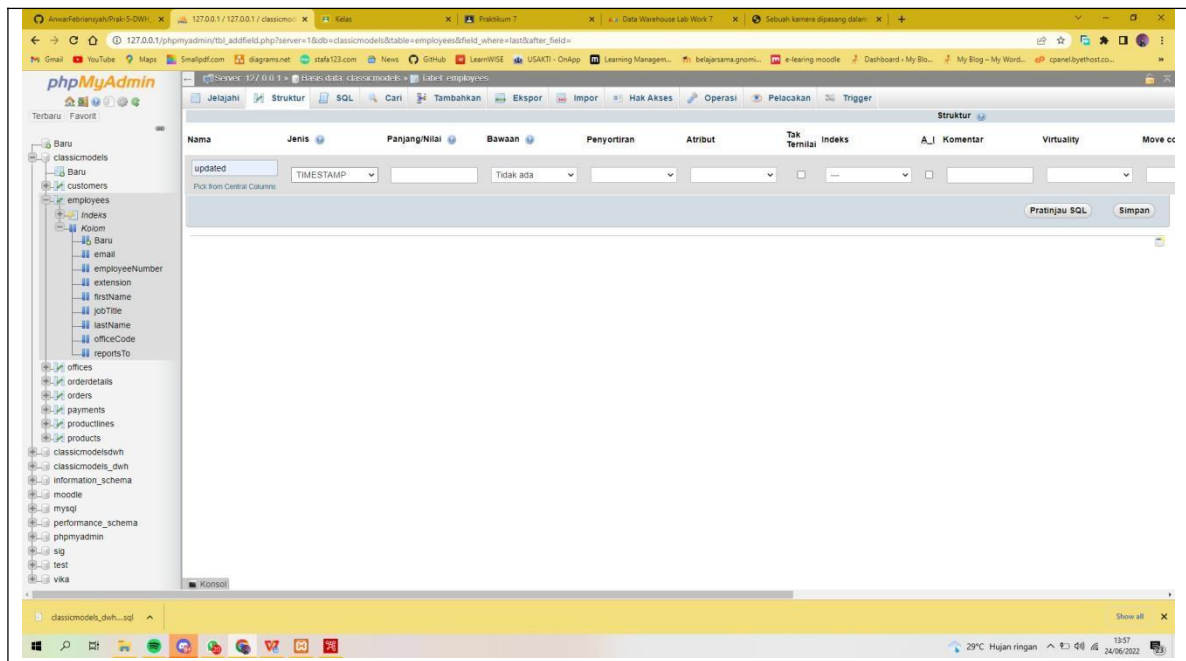 AnwarFebriansyah/Prak-5-DWH_
127.0.0.1 / 127.0.0.1 / classicmod
Kelas
Praktikum 7
Data Warehouse Lab Work 7
Sebuah kamera dipasang dalam
127.0.0.1/phpmyadmin/tbl_addfield.php?server=1&db=classicmodels&table=employees&field_where=last&after_field=
Gmail YouTube Maps Smallpdf.com diagrams.net stafa123.com News GitHub LearnWISE USAKTI - OnApp Learning Managem... belajarsama.gnomi... e-learing moodle Dashboard ‹ My Blo... My Blog – My Word... cpanel.byethost.co... »
phpMyAdmin
Terbaru Favorit
Baru
classicmodels
Baru
customers
employees
Indeks
Kolom
Baru
email
employeeNumber
extension
firstName
jobTitle
lastName
officeCode
reportsTo
offices
orderdetails
orders
payments
productlines
products
classicmodelsdwh
classicmodels_dwh
information_schema
moodle
mysql
performance_schema
phpmyadmin
sig
test
vika
Server: 127.0.0.1 » Basis data: classicmodels » Tabel: employees
Jelajahi Struktur SQL Cari Tambahkan Ekspor Impor Hak Akses Operasi Pelacakan Trigger
Struktur
Nama Jenis Panjang/Nilai Bawaan Penyortiran Atribut Tak Ternilai Indeks A_I Komentar Virtuality Move co
updated TIMESTAMP Tidak ada ---
Pick from Central Columns
Pratinjau SQL Simpan
Konsol
classicmodels_dwh....sql
Show all
29°C Hujan ringan
13:57
24/06/2022